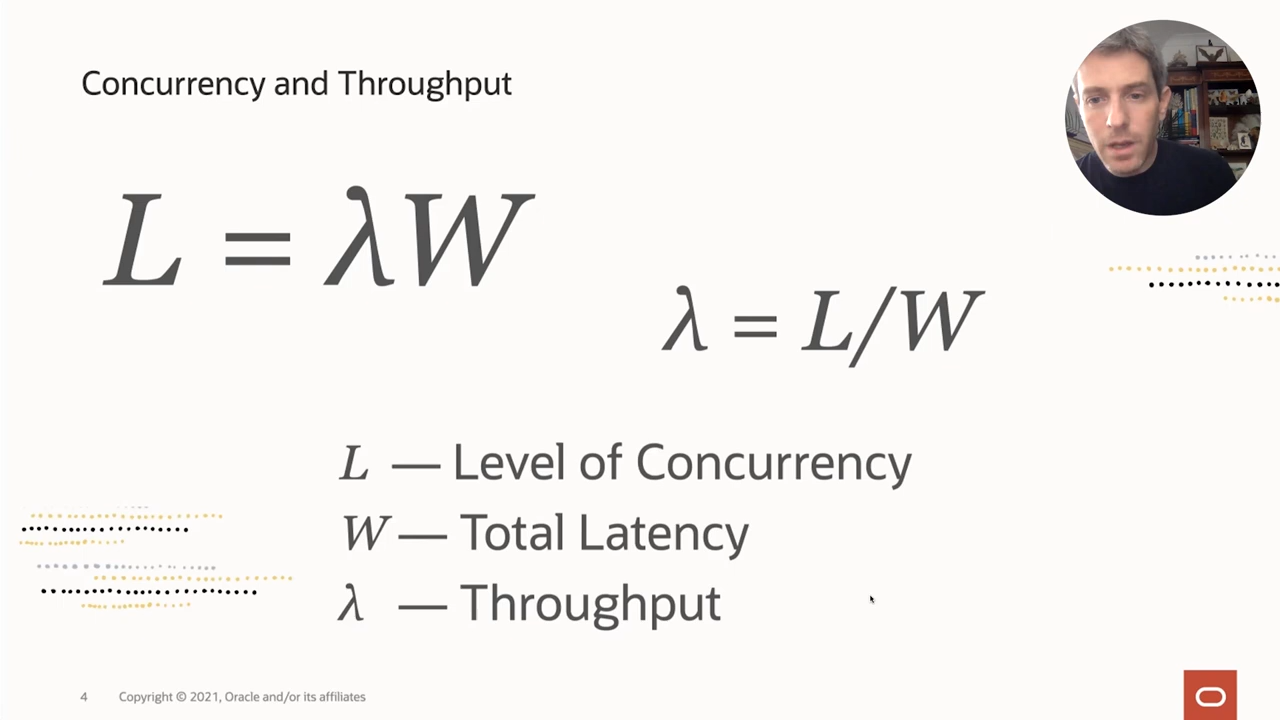 Concurrency and Throughput
L = λW
λ = L/W
L — Level of Concurrency
W — Total Latency
λ — Throughput
4 Copyright © 2021, Oracle and/or its affiliates